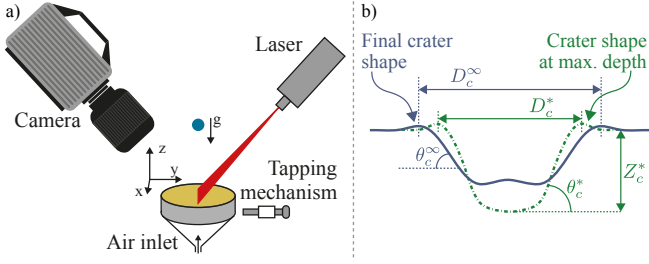 a)
Laser
Camera
g
z
y
x
Tapping
mechanism
Air inlet
b)
Final crater
shape
Crater shape
at max. depth
D_c^∞
D_c^*
θ_c^∞
θ_c^*
Z_c^*